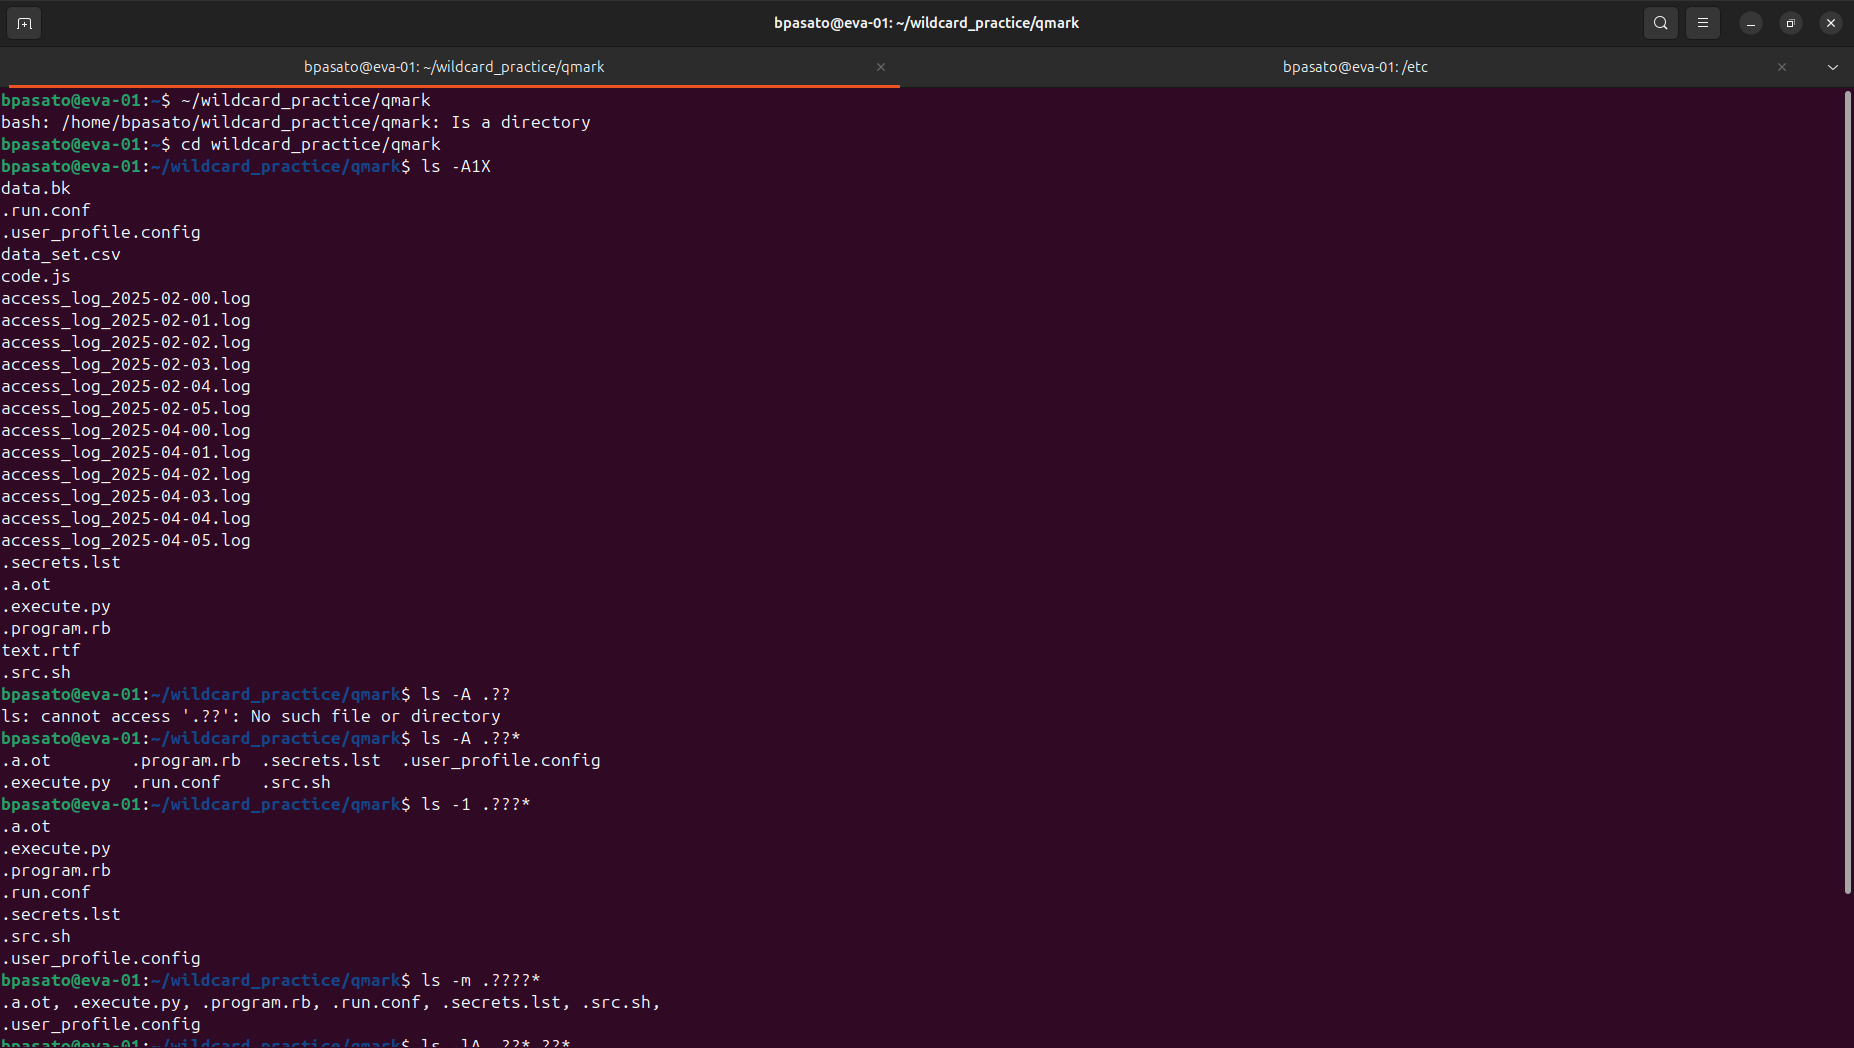 bpasato@eva-01: ~/wildcard_practice/qmark
bpasato@eva-01: ~/wildcard_practice/qmark
bpasato@eva-01: /etc
bpasato@eva-01:~$ ~/wildcard_practice/qmark
bash: /home/bpasato/wildcard_practice/qmark: Is a directory
bpasato@eva-01:~$ cd wildcard_practice/qmark
bpasato@eva-01:~/wildcard_practice/qmark$ ls -A1X
data.bk
.run.conf
.user_profile.config
data_set.csv
code.js
access_log_2025-02-00.log
access_log_2025-02-01.log
access_log_2025-02-02.log
access_log_2025-02-03.log
access_log_2025-02-04.log
access_log_2025-02-05.log
access_log_2025-04-00.log
access_log_2025-04-01.log
access_log_2025-04-02.log
access_log_2025-04-03.log
access_log_2025-04-04.log
access_log_2025-04-05.log
.secrets.lst
.a.ot
.execute.py
.program.rb
text.rtf
.src.sh
bpasato@eva-01:~/wildcard_practice/qmark$ ls -A .??
ls: cannot access '.??': No such file or directory
bpasato@eva-01:~/wildcard_practice/qmark$ ls -A .??*
.a.ot        .program.rb  .secrets.lst  .user_profile.config
.execute.py  .run.conf    .src.sh
bpasato@eva-01:~/wildcard_practice/qmark$ ls -1 .???*
.a.ot
.execute.py
.program.rb
.run.conf
.secrets.lst
.src.sh
.user_profile.config
bpasato@eva-01:~/wildcard_practice/qmark$ ls -m .????*
.a.ot, .execute.py, .program.rb, .run.conf, .secrets.lst, .src.sh,
.user_profile.config
bpasato@eva-01:~/wildcard_practice/qmark$ ls